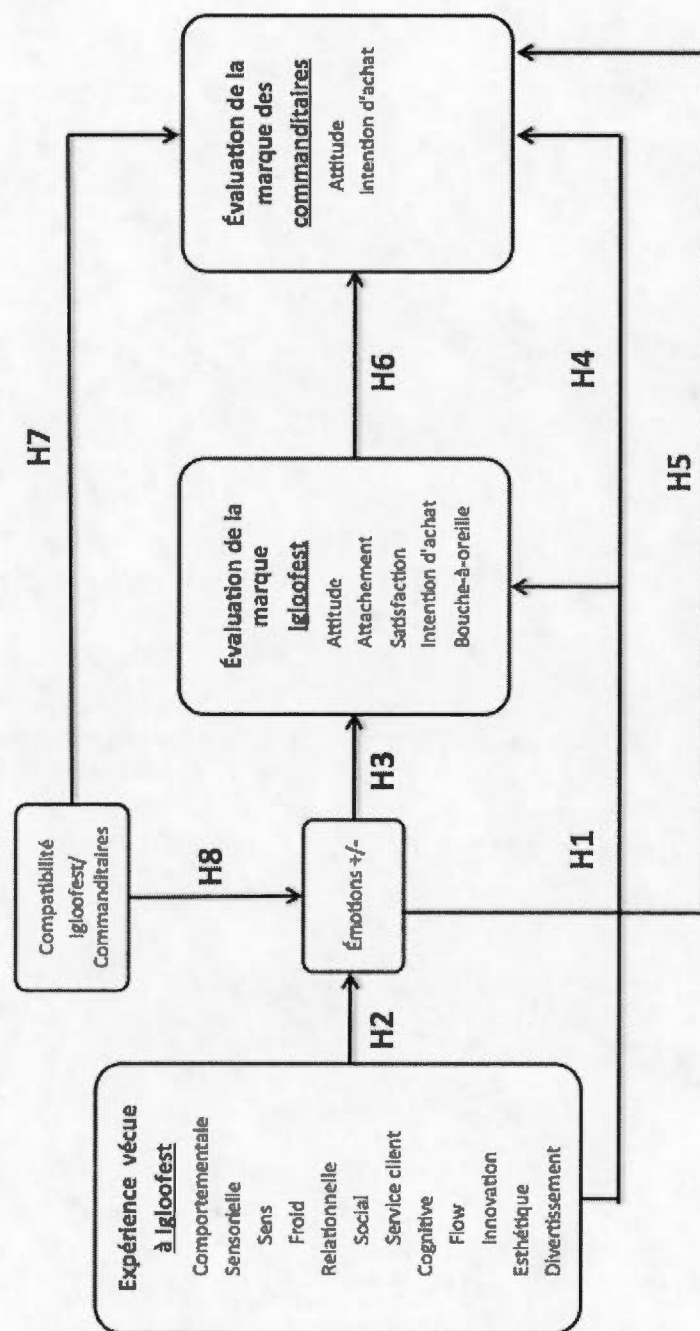 Expérience vécue
à Igloofest
Comportementale
Sensorielle
Sens
Froid
Relationnelle
Social
Service client
Cognitive
Flow
Innovation
Esthétique
Divertissement
H2
Compatibilité
Igloofest/
Commanditaires
H8
Émotions +/-
H3
H1
Évaluation de la
marque
Igloofest
Attitude
Attachement
Satisfaction
Intention d'achat
Bouche-à-oreille
H7
H6
H4
H5
Évaluation de la
marque des
commanditaires
Attitude
Intention d'achat